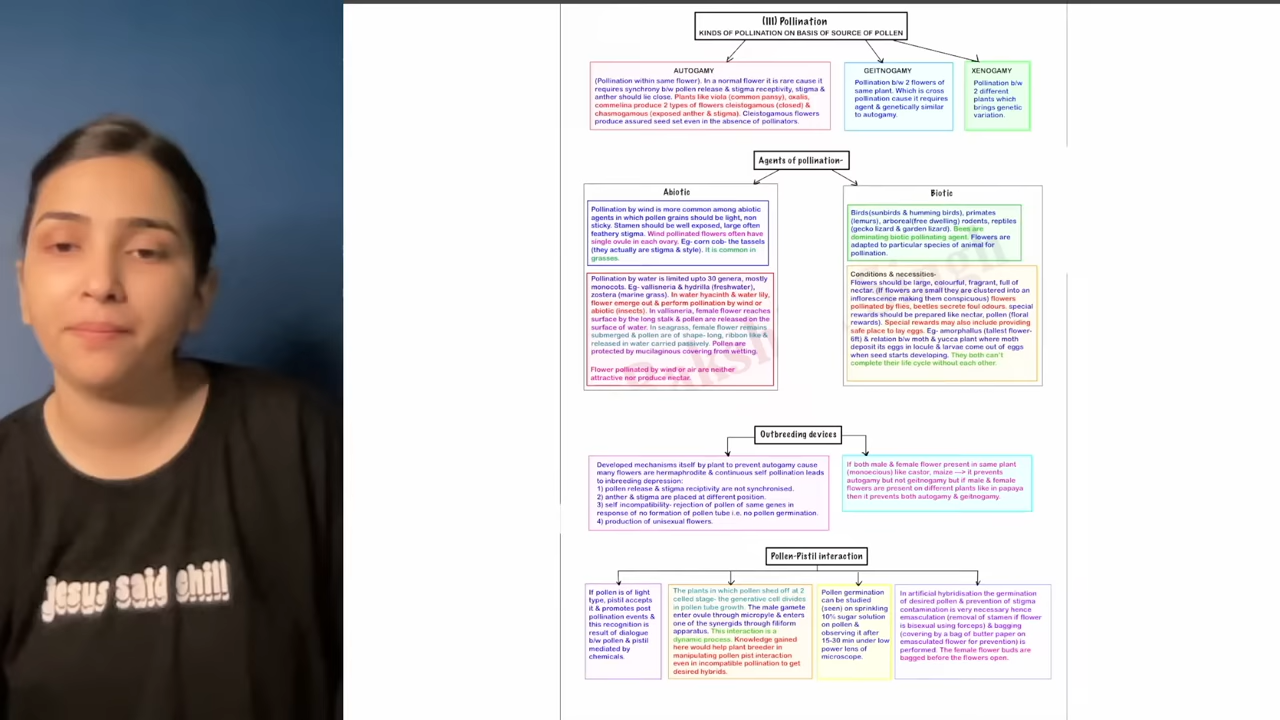 (III) Pollination
KINDS OF POLLINATION ON BASIS OF SOURCE OF POLLEN
AUTOGAMY
(Pollination within same flower). In a normal flower it is rare cause it
requires synchrony b/w pollen release & stigma receptivity, stigma &
anther should lie close. Plants like viola (common pansy), oxalis,
commelina produce 2 types of flowers cleistogamous (closed) &
chasmogamous (exposed anther & stigma). Cleistogamous flowers
produce assured seed set even in the absence of pollinators.
GEITNOGAMY
Pollination b/w 2 flowers of
same plant. Which is cross
pollination cause it requires
agent & genetically similar
to autogamy.
XENOGAMY
Pollination b/w
2 different
plants which
brings genetic
variation.
Agents of pollination-
Abiotic
Pollination by wind is more common among abiotic
agents in which pollen grains should be light, non
sticky. Stamen should be well exposed, large often
feathery stigma. Wind pollinated flowers often have
single ovule in each ovary. Eg- corn cob- the tassels
(they actually are stigma & style). It is common in
grasses.
Pollination by water is limited upto 30 genera, mostly
monocots. Eg- vallisneria & hydrilla (freshwater),
zostera (marine grass). In water hyacinth & water lily,
flower emerge out & perform pollination by wind or
abiotic (insects). In vallisneria, female flower reaches
surface by the long stalk & pollen are released on the
surface of water. In seagrass, female flower remains
submerged & pollen are of shape- long, ribbon like &
released in water carried passively. Pollen are
protected by mucilaginous covering from wetting.
Flower pollinated by wind or air are neither
attractive nor produce nectar.
Biotic
Birds(sunbirds & humming birds), primates
(lemurs), arboreal(free dwelling) rodents, reptiles
(gecko lizard & garden lizard). Bees are
dominating biotic pollinating agent. Flowers are
adapted to particular species of animal for
pollination.
Conditions & necessities-
Flowers should be large, colourful, fragrant, full of
nectar. (If flowers are small they are clustered into an
inflorescence making them conspicuous) flowers
pollinated by flies, beetles secrete foul odours. special
rewards should be prepared like nectar, pollen (floral
rewards). Special rewards may also include providing
safe place to lay eggs. Eg- amorphallus (tallest flower-
6ft) & relation b/w moth & yucca plant where moth
deposit its eggs in locule & larvae come out of eggs
when seed starts developing. They both can't
complete their life cycle without each other.
Outbreeding devices
Developed mechanisms itself by plant to prevent autogamy cause
many flowers are hermaphrodite & continuous self pollination leads
to inbreeding depression:
1) pollen release & stigma reciptivity are not synchronised.
2) anther & stigma are placed at different position.
3) self incompatibility- rejection of pollen of same genes in
response of no formation of pollen tube i.e. no pollen germination.
4) production of unisexual flowers.
If both male & female flower present in same plant
(monoecious) like castor, maize —> it prevents
autogamy but not geitnogamy but if male & female
flowers are present on different plants like in papaya
then it prevents both autogamy & geitnogamy.
Pollen-Pistil interaction
If pollen is of light
type, pistil accepts
it & promotes post
pollination events &
this recognition is
result of dialogue
b/w pollen & pistil
mediated by
chemicals.
The plants in which pollen shed off at 2
celled stage- the generative cell divides
in pollen tube growth. The male gamete
enter ovule through micropyle & enters
one of the synergids through filiform
apparatus. This interaction is a
dynamic process. Knowledge gained
here would help plant breeder in
manipulating pollen pist interaction
even in incompatible pollination to get
desired hybrids.
Pollen germination
can be studied
(seen) on sprinkling
10% sugar solution
on pollen &
observing it after
15-30 min under low
power lens of
microscope.
In artificial hybridisation the germination
of desired pollen & prevention of stigma
contamination is very necessary hence
emasculation (removal of stamen if flower
is bisexual using forceps) & bagging
(covering by a bag of butter paper on
emasculated flower for prevention) is
performed. The female flower buds are
bagged before the flowers open.
jesus said chill